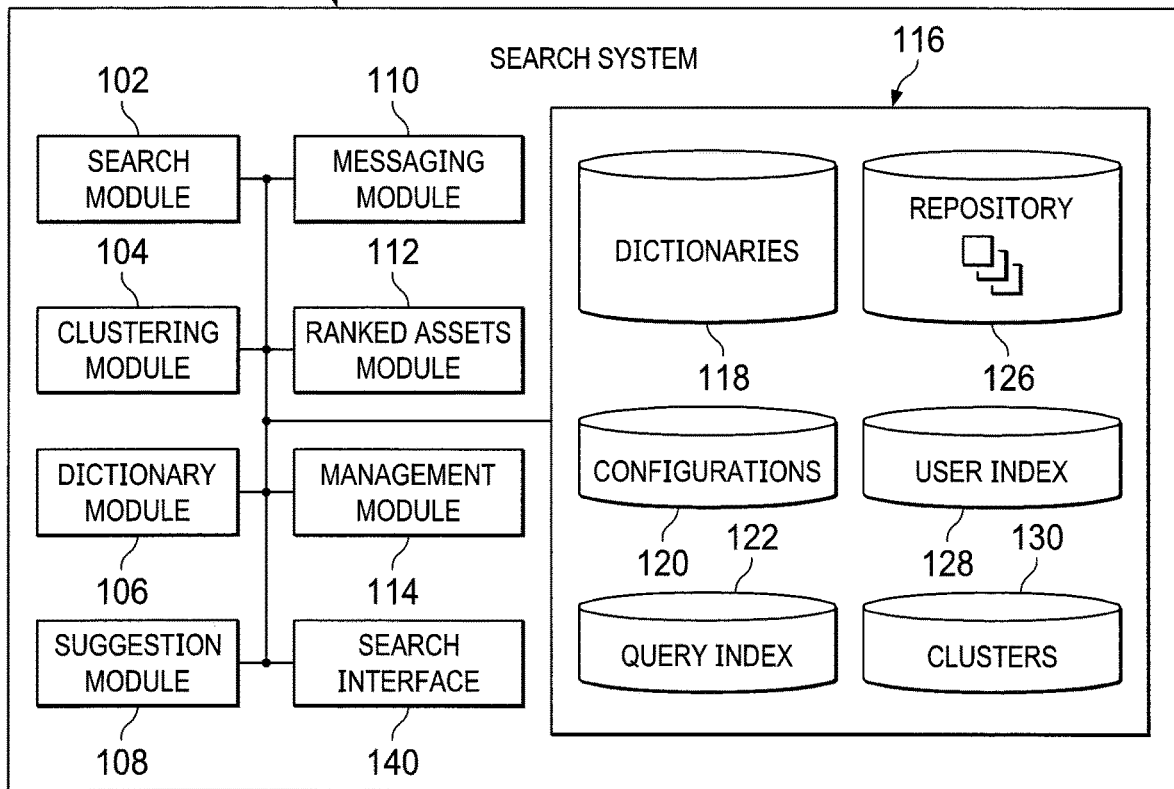 SEARCH SYSTEM
116
102
110
SEARCH
MODULE
MESSAGING
MODULE
DICTIONARIES
REPOSITORY
104
112
CLUSTERING
MODULE
RANKED ASSETS
MODULE
118
126
DICTIONARY
MODULE
MANAGEMENT
MODULE
CONFIGURATIONS
USER INDEX
106
114
120
122
128
130
SUGGESTION
MODULE
SEARCH
INTERFACE
QUERY INDEX
CLUSTERS
108
140